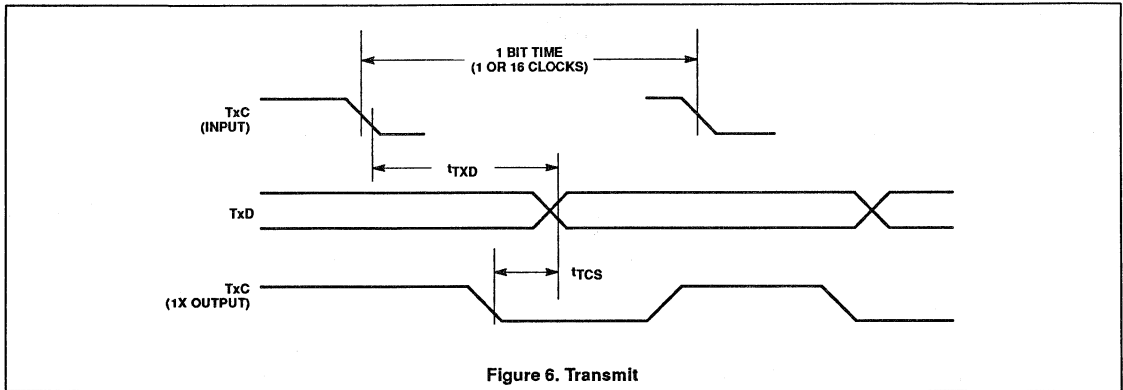 1 BIT TIME
(1 OR 16 CLOCKS)
TxC
(INPUT)
tTXD
TxD
tTCS
TxC
(1X OUTPUT)
Figure 6. Transmit